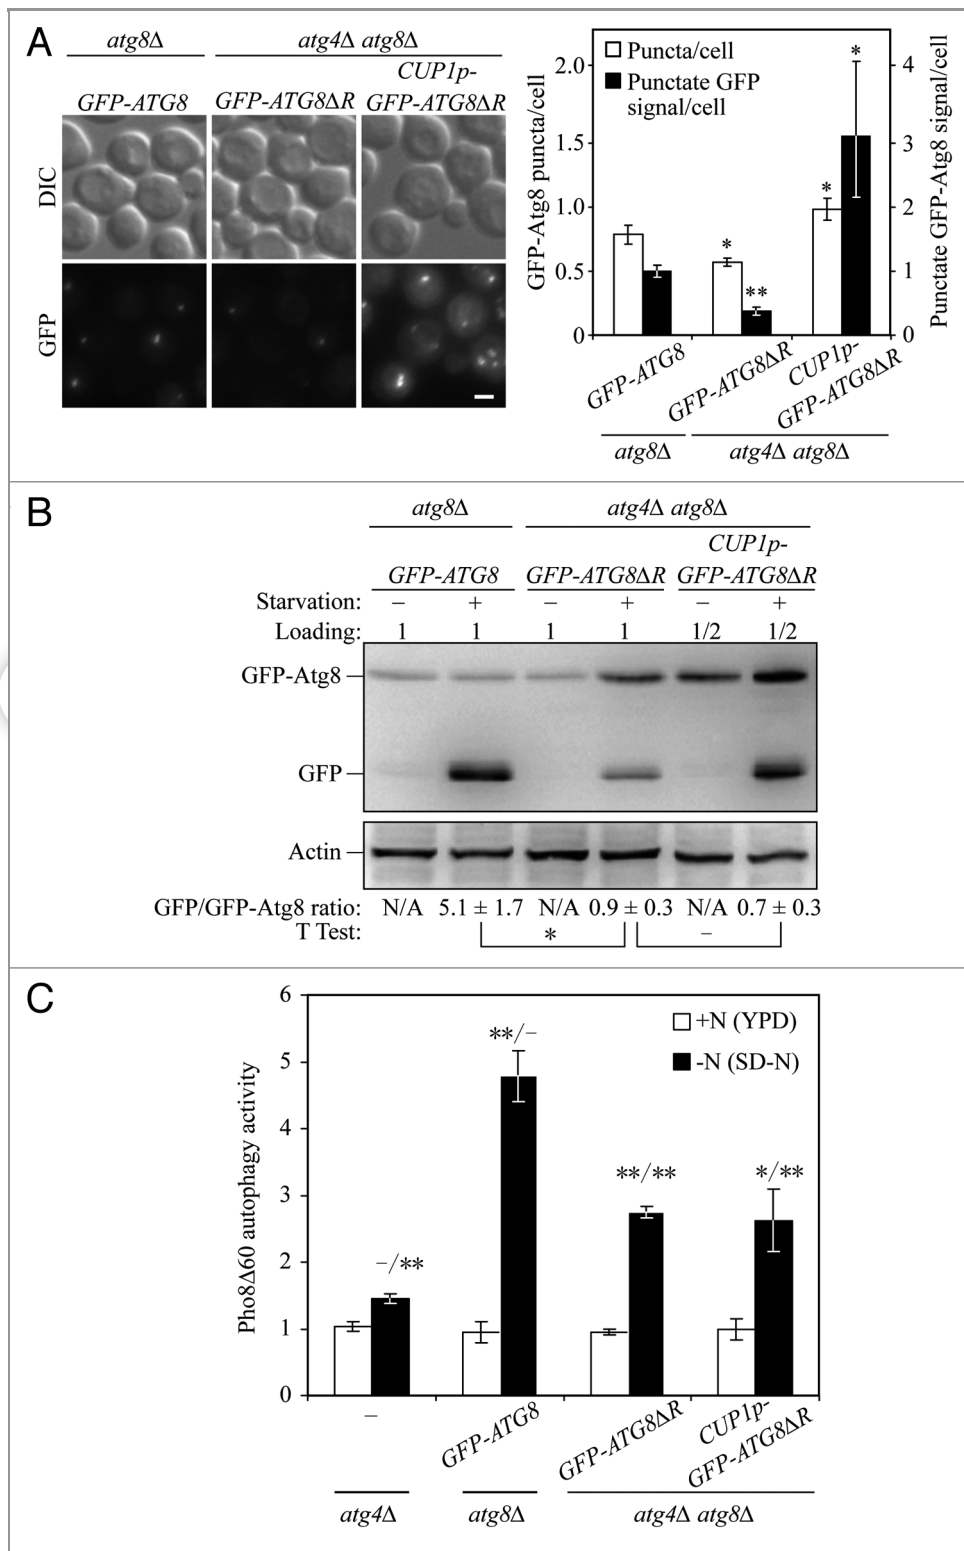 A
atg8Δ
atg4Δ atg8Δ
CUP1p-
GFP-ATG8
GFP-ATG8ΔR
GFP-ATG8ΔR
DIC
GFP
Puncta/cell
Punctate GFP
signal/cell
GFP-Atg8 puncta/cell
2.0
1.5
1.0
0.5
0
*
**
*
*
4
3
2
1
0
Punctate GFP-Atg8 signal/cell
GFP-ATG8
GFP-ATG8ΔR
CUP1p-
GFP-ATG8ΔR
atg8Δ
atg4Δ atg8Δ
B
atg8Δ
atg4Δ atg8Δ
CUP1p-
GFP-ATG8
GFP-ATG8ΔR
GFP-ATG8ΔR
Starvation: – + – + – +
Loading: 1 1 1 1 1/2 1/2
GFP-Atg8
GFP
Actin
GFP/GFP-Atg8 ratio: N/A 5.1 ± 1.7 N/A 0.9 ± 0.3 N/A 0.7 ± 0.3
T Test: * –
C
Pho8Δ60 autophagy activity
6
5
4
3
2
1
0
+N (YPD)
-N (SD-N)
–/**
**/–
**/**
*/**
–
GFP-ATG8
GFP-ATG8ΔR
CUP1p-
GFP-ATG8ΔR
atg4Δ
atg8Δ
atg4Δ atg8Δ